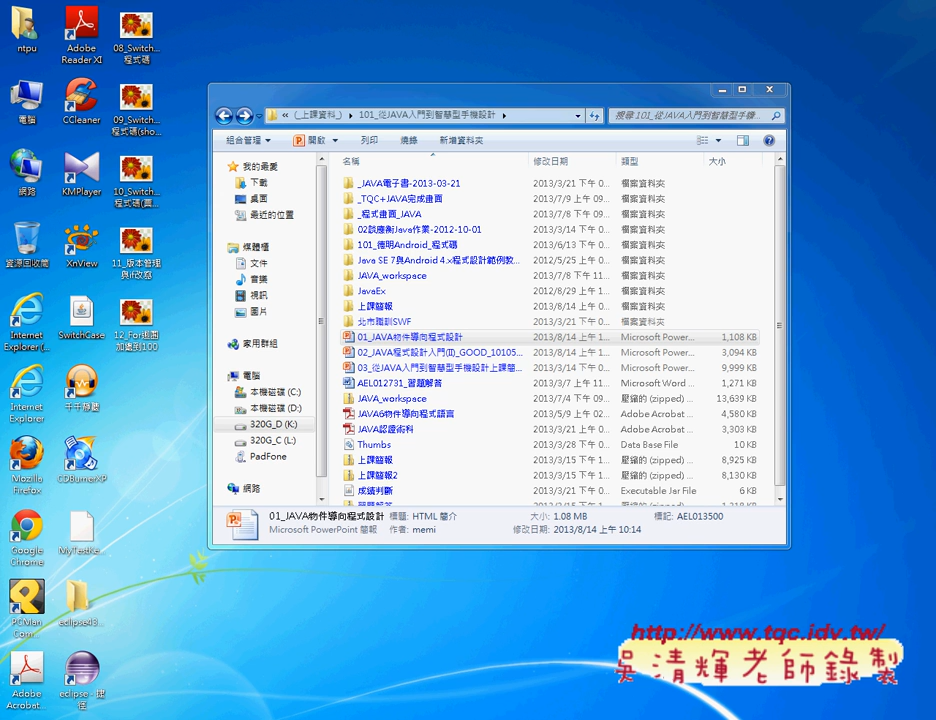 ntpu
Adobe
Reader XI
08_Switch...
程式碼
電腦
CCleaner
09_Switch...
程式碼(sho...
網路
KMPlayer
10_Switch...
資源回收筒
XnView
11_版本管理
Internet
Explorer (...
SwitchCase
12_For迴圈
加總到100
Internet
Explorer
千千靜聽
Mozilla
Firefox
CDBurnerXP
Google
Chrome
MyTestRe...
PCMan
Com...
eclipse43...
Adobe
Acrobat...
eclipse - 捷
徑
« (_上課資料_) ▸ 101_從JAVA入門到智慧型手機設計 ▸
搜尋 101_從JAVA入門到智慧型手機...
組合管理 開啟 列印 燒錄 新增資料夾
我的最愛
下載
桌面
最近的位置
媒體櫃
文件
音樂
視訊
圖片
家用群組
電腦
本機磁碟 (C:)
本機磁碟 (D:)
320G_D (K:)
320G_C (L:)
PadFone
網路
名稱 修改日期 類型 大小
_JAVA電子書-2013-03-21 2013/3/21 下午 0... 檔案資料夾
_TQC+JAVA完成畫面 2013/7/9 上午 09... 檔案資料夾
_程式畫面_JAVA 2013/7/8 下午 09... 檔案資料夾
02談應衡Java作業-2012-10-01 2013/3/14 下午 0... 檔案資料夾
101_德明Android_程式碼 2013/6/13 下午 0... 檔案資料夾
Java SE 7與Android 4.x程式設計範例教... 2012/5/25 上午 0... 檔案資料夾
JAVA_workspace 2013/7/8 下午 11... 檔案資料夾
JavaEx 2012/8/29 上午 1... 檔案資料夾
上課簡報 2013/8/14 上午 1... 檔案資料夾
北市職訓SWF 2013/3/21 下午 0... 檔案資料夾
01_JAVA物件導向程式設計 2013/8/14 上午 1... Microsoft Power... 1,108 KB
02_JAVA程式設計入門(II)_GOOD_10105... 2013/8/14 上午 1... Microsoft Power... 3,094 KB
03_從JAVA入門到智慧型手機設計上課簡... 2013/8/14 上午 1... Microsoft Power... 9,999 KB
AEL012731_習題解答 2013/3/7 上午 11... Microsoft Word ... 1,271 KB
JAVA_workspace 2013/7/4 下午 09... 壓縮的 (zipped) ... 13,639 KB
JAVA6物件導向程式語言 2013/5/9 上午 02... Adobe Acrobat ... 4,580 KB
JAVA認證術科 2013/3/21 上午 0... Adobe Acrobat ... 3,303 KB
Thumbs 2013/3/28 下午 0... Data Base File 10 KB
上課簡報 2013/3/15 下午 1... 壓縮的 (zipped) ... 8,925 KB
上課簡報2 2013/3/15 下午 1... 壓縮的 (zipped) ... 8,130 KB
成績判斷 2013/3/21 下午 0... Executable Jar File 6 KB
01_JAVA物件導向程式設計 標題: HTML 簡介 大小: 1.08 MB 標記: AEL013500
Microsoft PowerPoint 簡報 作者: memi 修改日期: 2013/8/14 上午 10:14
http://www.tqc.idv.tw/
吳清輝老師錄製